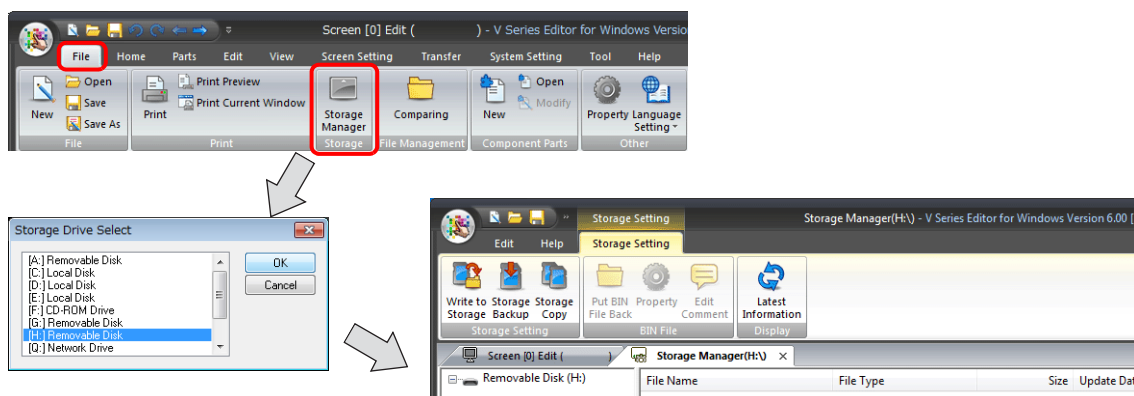 Screen [0] Edit ( ) - V Series Editor for Windows Versio
File Home Parts Edit View Screen Setting Transfer System Setting Tool Help
New
Open
Save
Save As
File
Print
Print Preview
Print Current Window
Print
Storage
Manager
Storage
Comparing
File Management
New
Open
Modify
Component Parts
Property
Language
Setting
Other
Storage Drive Select
[A:] Removable Disk
[C:] Local Disk
[D:] Local Disk
[E:] Local Disk
[F:] CD-ROM Drive
[G:] Removable Disk
[H:] Removable Disk
[Q:] Network Drive
OK
Cancel
Storage Setting
Storage Manager(H:\) - V Series Editor for Windows Version 6.00 [
Edit Help Storage Setting
Write to
Storage
Storage
Backup
Storage
Copy
Storage Setting
Put BIN
File Back
Property
Edit
Comment
BIN File
Latest
Information
Display
Screen [0] Edit ( )
Storage Manager(H:\) ×
Removable Disk (H:)
File Name File Type Size Update Dat